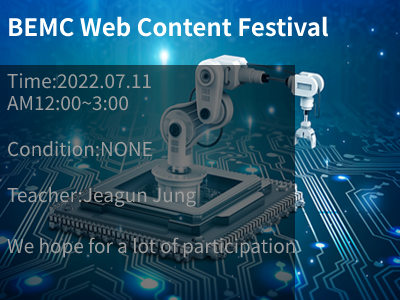 BEMC Web Content Festival
Time:2022.07.11
AM12:00~3:00
Condition:NONE
Teacher:Jeagun Jung
We hope for a lot of participation